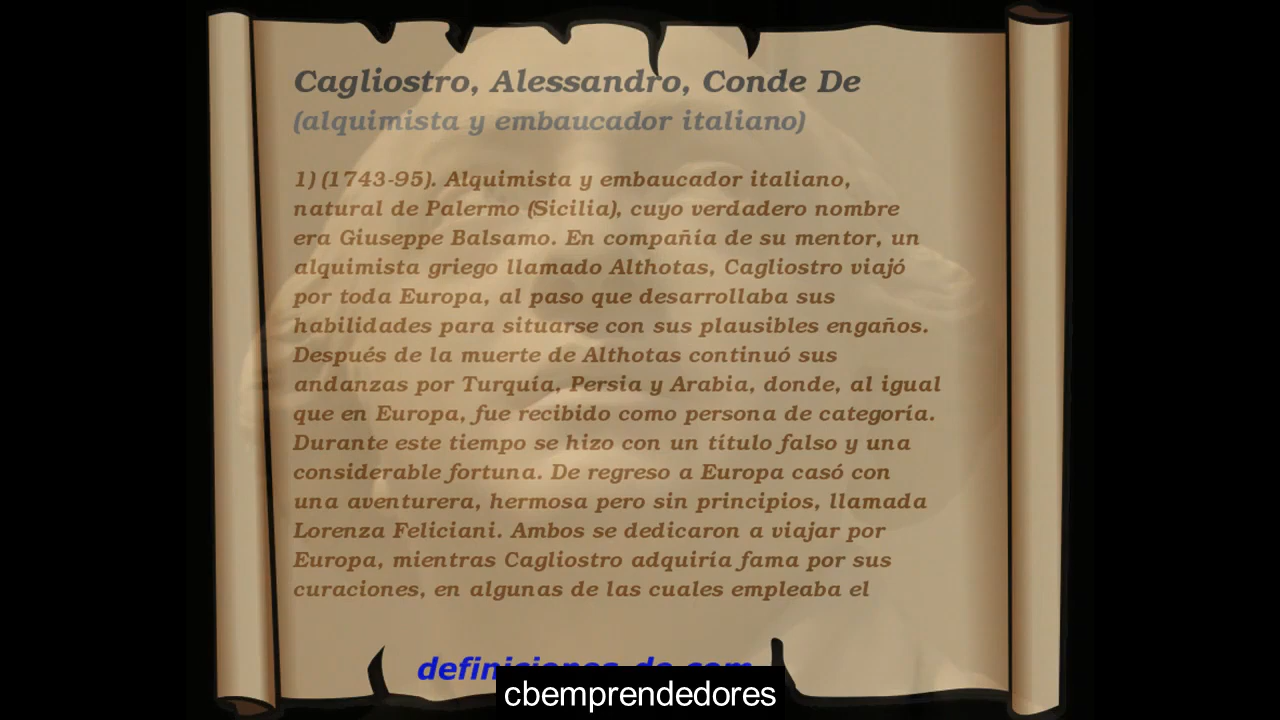 Cagliostro, Alessandro, Conde De
(alquimista y embaucador italiano)
1) (1743-95). Alquimista y embaucador italiano,
natural de Palermo (Sicilia), cuyo verdadero nombre
era Giuseppe Balsamo. En compañía de su mentor, un
alquimista griego llamado Althotas, Cagliostro viajó
por toda Europa, al paso que desarrollaba sus
habilidades para situarse con sus plausibles engaños.
Después de la muerte de Althotas continuó sus
andanzas por Turquía, Persia y Arabia, donde, al igual
que en Europa, fue recibido como persona de categoría.
Durante este tiempo se hizo con un título falso y una
considerable fortuna. De regreso a Europa casó con
una aventurera, hermosa pero sin principios, llamada
Lorenza Feliciani. Ambos se dedicaron a viajar por
Europa, mientras Cagliostro adquiría fama por sus
curaciones, en algunas de las cuales empleaba el
definiciones-de.com
cbemprendedores